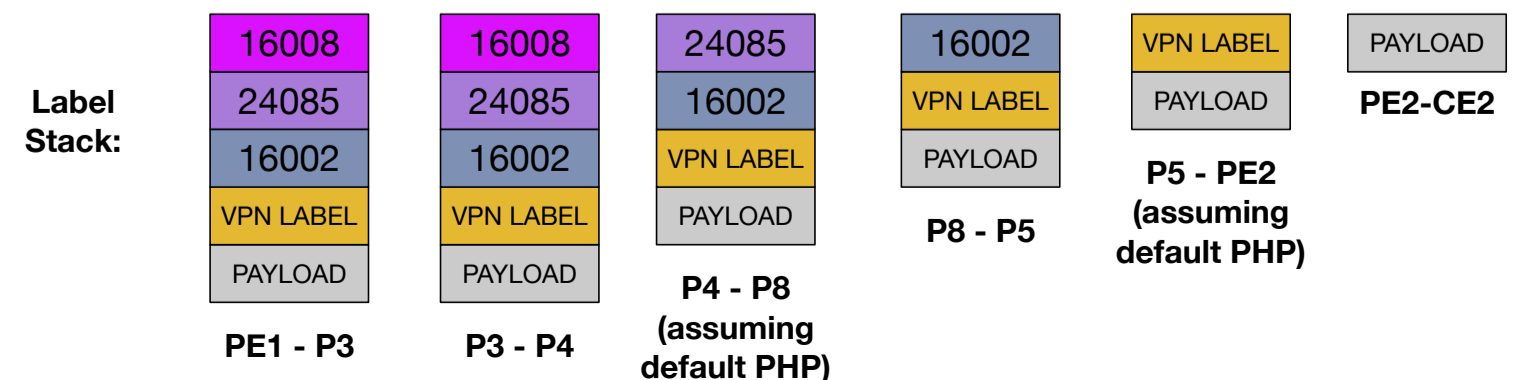 Label
Stack:
16008
24085
16002
VPN LABEL
PAYLOAD
PE1 - P3
16008
24085
16002
VPN LABEL
PAYLOAD
P3 - P4
24085
16002
VPN LABEL
PAYLOAD
P4 - P8
(assuming
default PHP)
16002
VPN LABEL
PAYLOAD
P8 - P5
VPN LABEL
PAYLOAD
P5 - PE2
(assuming
default PHP)
PAYLOAD
PE2-CE2